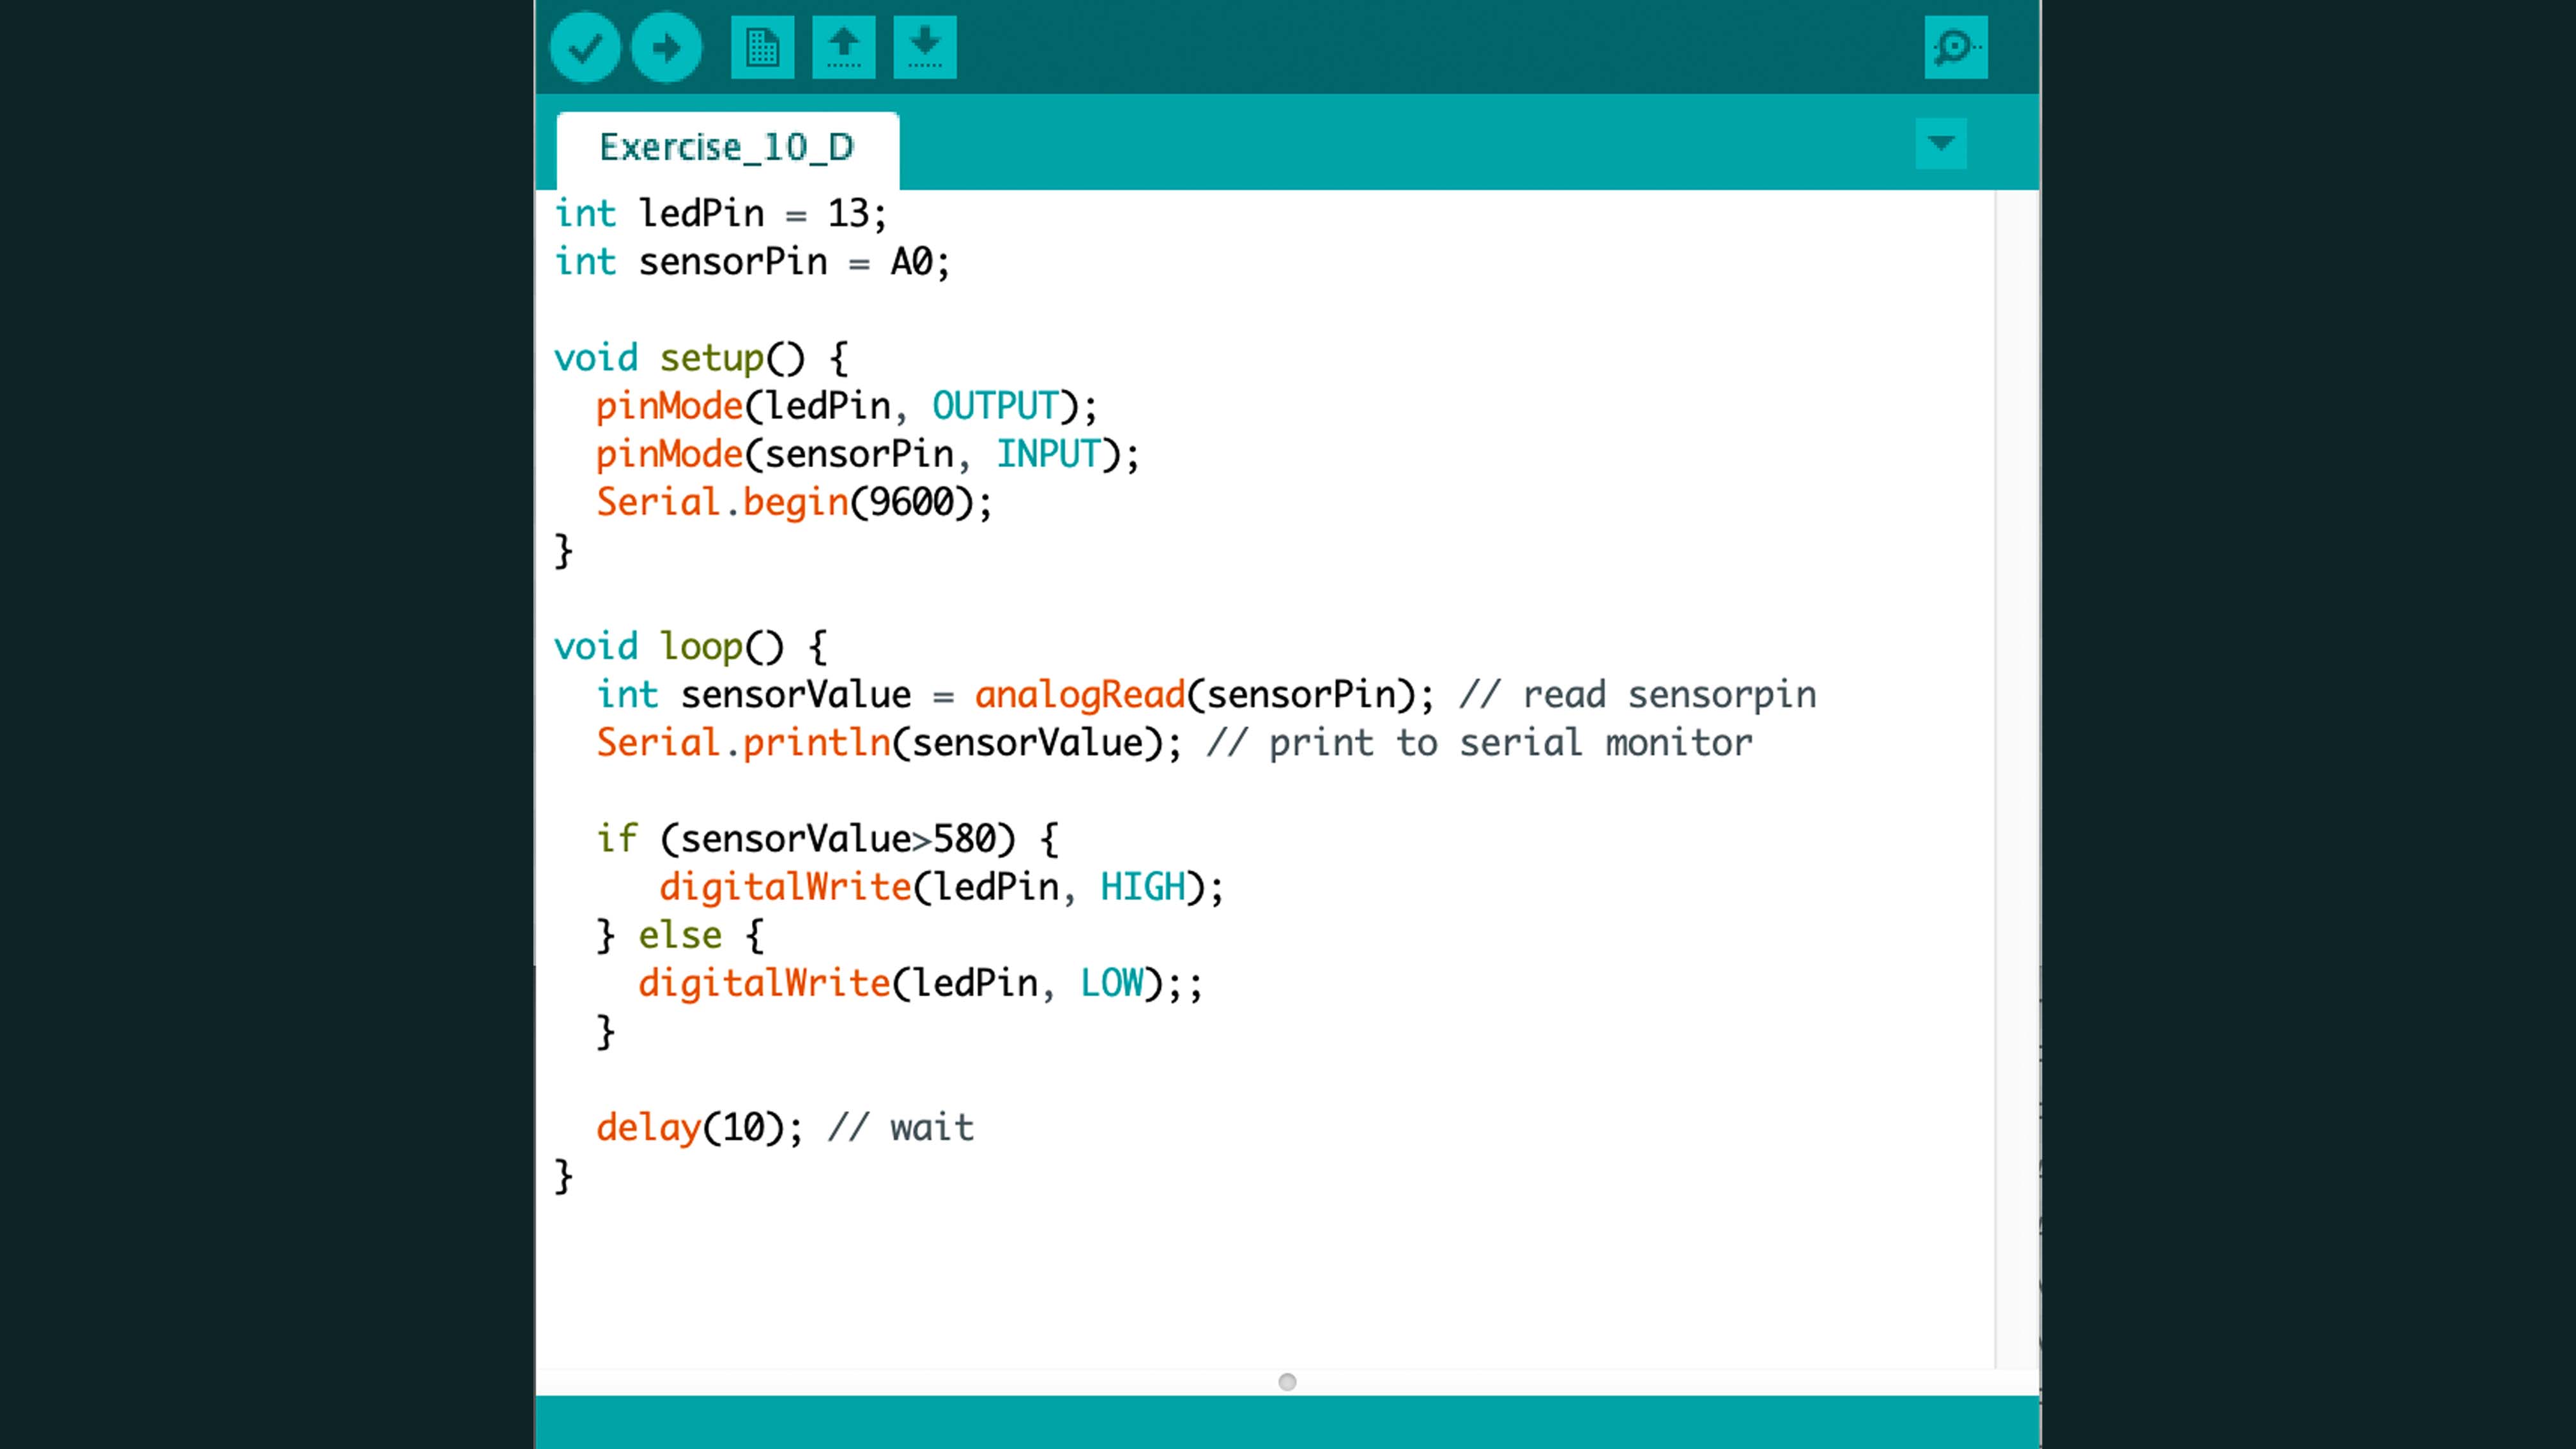 Exercise_10_D
int ledPin = 13;
int sensorPin = A0;
void setup() {
pinMode(ledPin, OUTPUT);
pinMode(sensorPin, INPUT);
Serial.begin(9600);
}
void loop() {
int sensorValue = analogRead(sensorPin); // read sensorpin
Serial.println(sensorValue); // print to serial monitor
if (sensorValue>580) {
digitalWrite(ledPin, HIGH);
} else {
digitalWrite(ledPin, LOW);;
}
delay(10); // wait
}